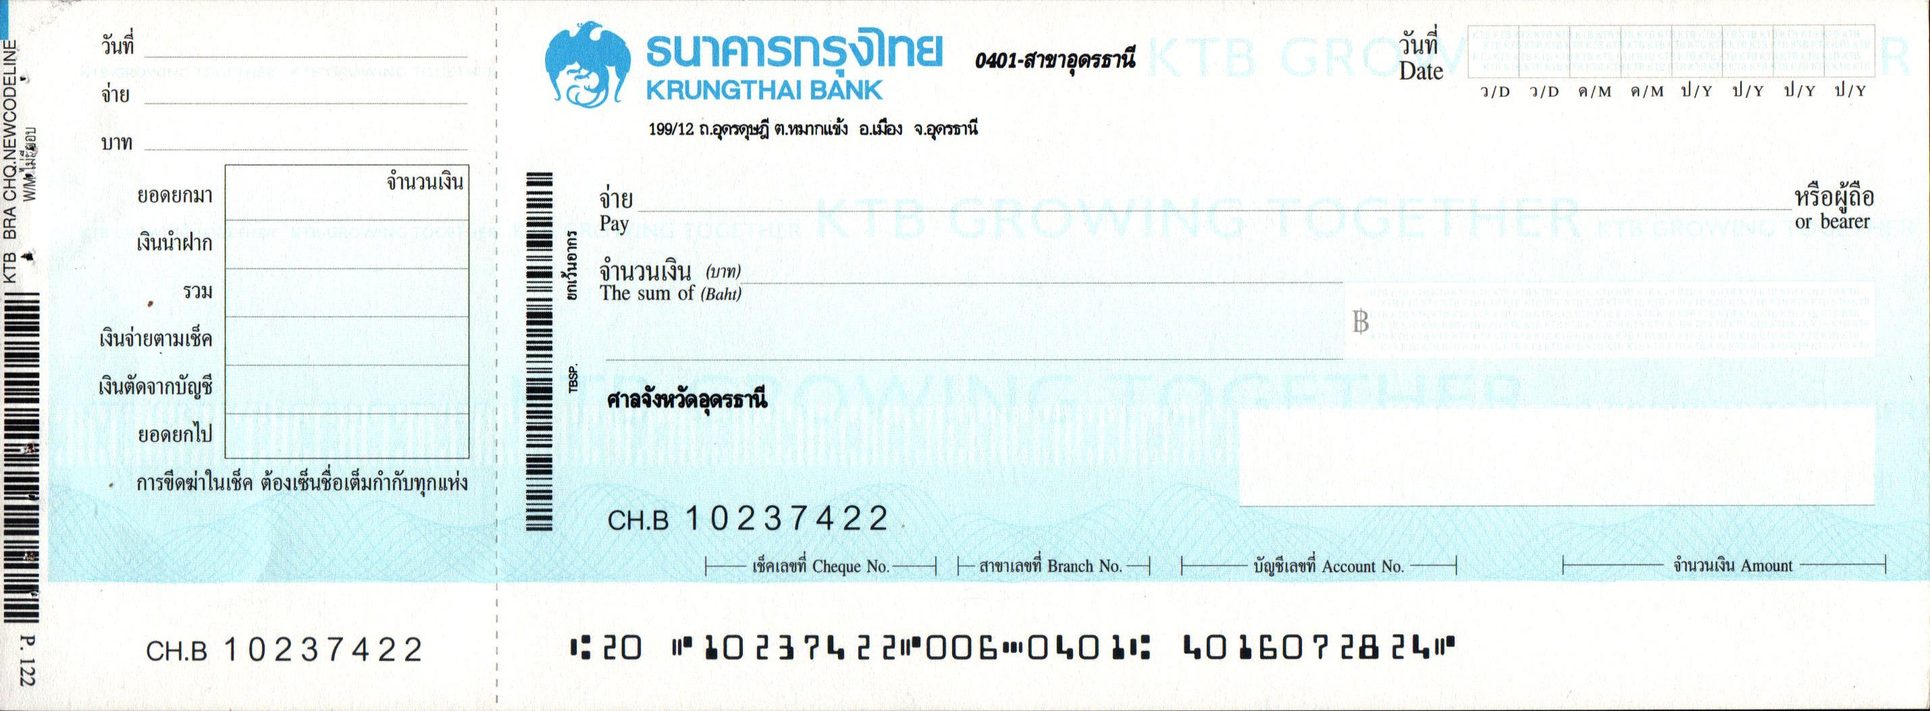 KTB BRA CHQ.NEWCODELINE
P. 122
วันที่
จ่าย
บาท
จำนวนเงิน
ยอดยกมา
เงินนำฝาก
รวม
เงินจ่ายตามเช็ค
เงินตัดจากบัญชี
ยอดยกไป
การขีดฆ่าในเช็ค ต้องเซ็นชื่อเต็มกำกับทุกแห่ง
CH.B 10237422
ธนาคารกรุงไทย
KRUNGTHAI BANK
0401-สาขาอุดรธานี
199/12 ถ.อุดรดุษฎี ต.หมากแข้ง อ.เมือง จ.อุดรธานี
วันที่
Date
ว/D ว/D ค/M ค/M ป/Y ป/Y ป/Y ป/Y
KTB GROWING TOGETHER
จ่าย
Pay
หรือผู้ถือ
or bearer
จำนวนเงิน (บาท)
The sum of (Baht)
฿
ยกเว้นอากร
TBSP.
ศาลจังหวัดอุดรธานี
KTB GROWING TOGETHER
CH.B 10237422
เช็คเลขที่ Cheque No.
สาขาเลขที่ Branch No.
บัญชีเลขที่ Account No.
จำนวนเงิน Amount
⑆20 ⑈10237422⑈006⑉0401⑆ 4016072824⑈